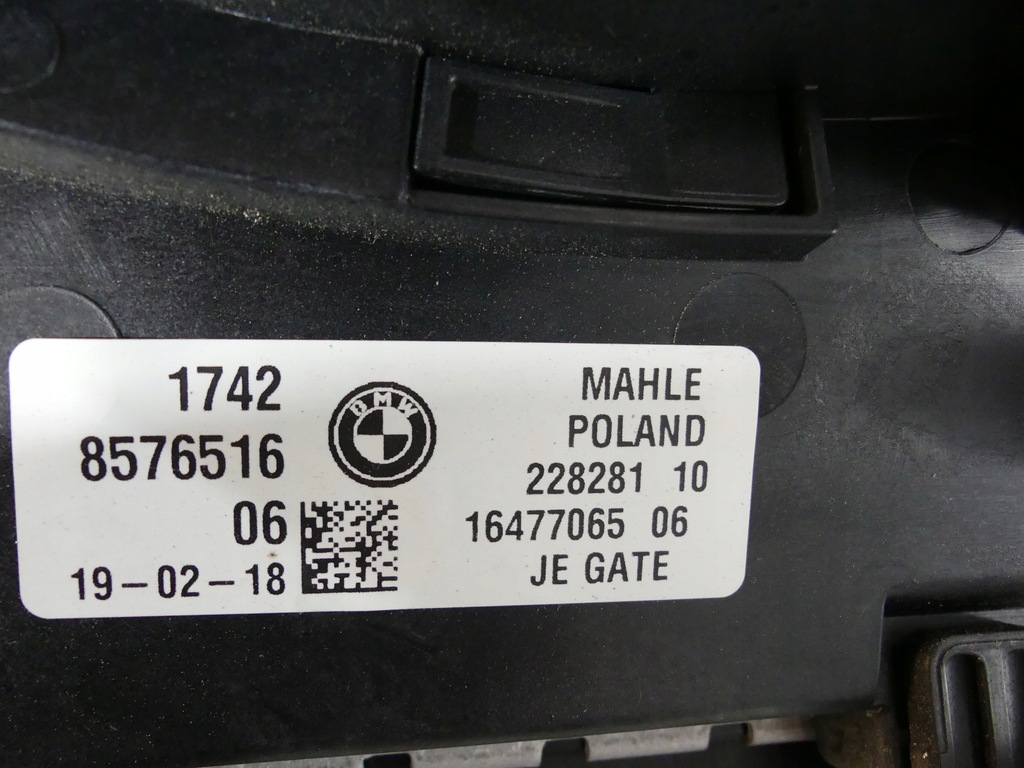 1742
8576516
06
19-02-18
BMW
MAHLE
POLAND
228281 10
16477065 06
JE GATE